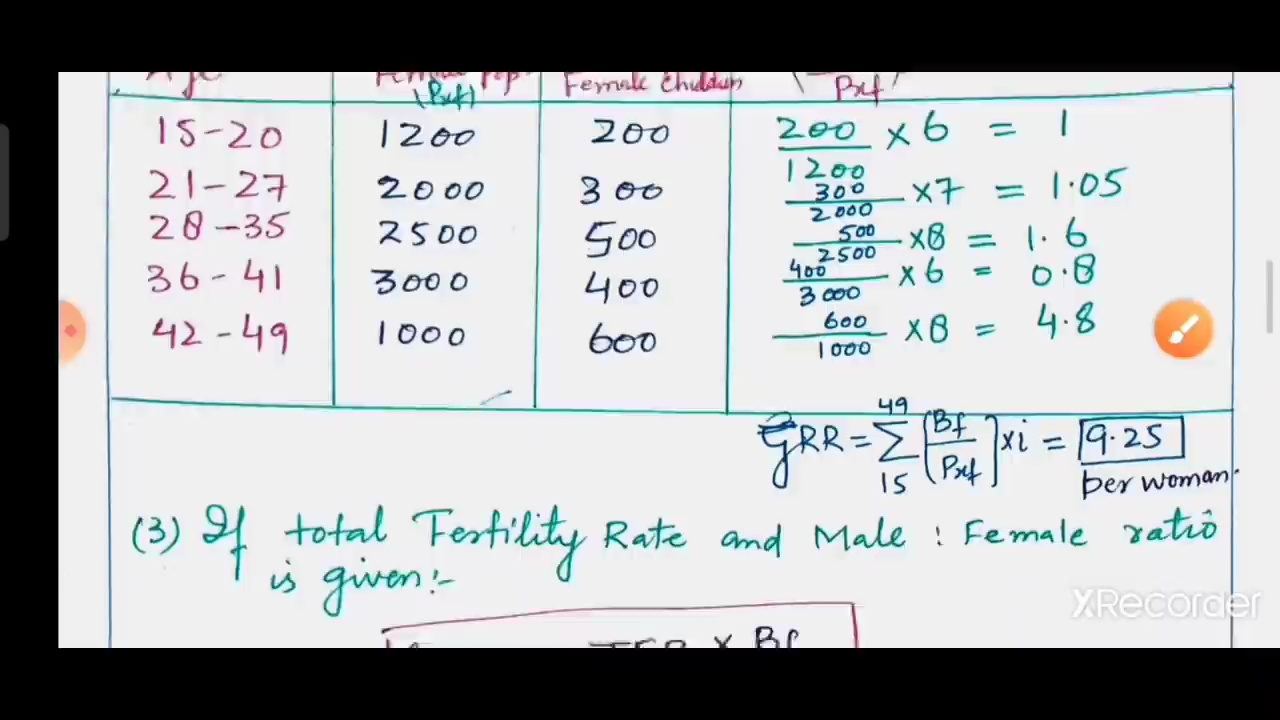 Female Children
(Pxf) Pxf
15-20 1200 200 200/1200 × 6 = 1
21-27 2000 300 300/2000 ×7 = 1.05
28-35 2500 500 500/2500 ×8 = 1.6
36-41 3000 400 400/3000 ×6 = 0.8
42-49 1000 600 600/1000 ×8 = 4.8
GRR = 49 Σ 15 [Bf/Pxf] ×i = 9.25
per woman.
(3) If total Fertility Rate and Male : Female ratio
is given:-
XRecorder